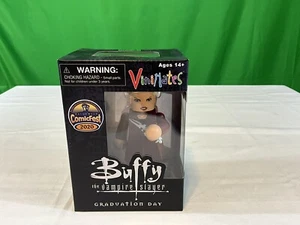 WARNING:
CHOKING HAZARD - Small parts.
Not for children under 3 years.
Ages 14+
ViniMates
ComicFest
2020
Buffy
the vampire slayer
GRADUATION DAY